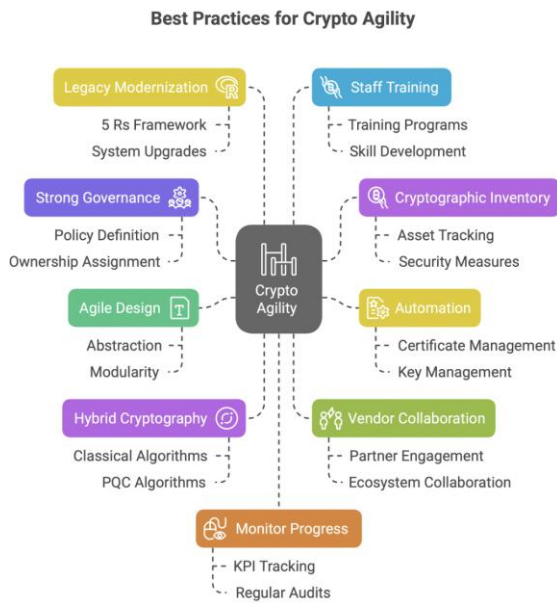 Best Practices for Crypto Agility
Legacy Modernization
5 Rs Framework
System Upgrades
Staff Training
Training Programs
Skill Development
Strong Governance
Policy Definition
Ownership Assignment
Cryptographic Inventory
Asset Tracking
Security Measures
Crypto
Agility
Agile Design
Abstraction
Modularity
Automation
Certificate Management
Key Management
Hybrid Cryptography
Classical Algorithms
PQC Algorithms
Vendor Collaboration
Partner Engagement
Ecosystem Collaboration
Monitor Progress
KPI Tracking
Regular Audits